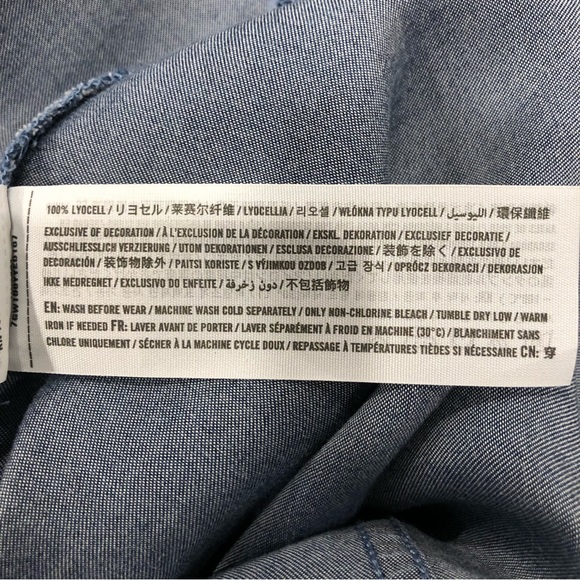 100% LYOCELL / リヨセル / 莱赛尔纤维 / LYOCELLIA / 리오셀 / WŁÓKNA TYPU LYOCELL / الليوسيل / 環保纖維
EXCLUSIVE OF DECORATION / À L'EXCLUSION DE LA DÉCORATION / EKSKL. DEKORATION / EXCLUSIEF DECORATIE /
AUSSCHLIESSLICH VERZIERUNG / UTOM DEKORATIONEN / ESCLUSA DECORAZIONE / 装飾を除く / EXCLUSIVO DE
DECORACIÓN / 装饰物除外 / PAITSI KORISTE / S VÝJIMKOU OZDOB / 고급 장식 / OPRÓCZ DEKORACJI / DEKORASJON
IKKE MEDREGNET / EXCLUSIVO DO ENFEITE / دون زخرفة / 不包括飾物
EN: WASH BEFORE WEAR / MACHINE WASH COLD SEPARATELY / ONLY NON-CHLORINE BLEACH / TUMBLE DRY LOW / WARM
IRON IF NEEDED FR: LAVER AVANT DE PORTER / LAVER SÉPARÉMENT À FROID EN MACHINE (30°C) / BLANCHIMENT SANS
CHLORE UNIQUEMENT / SÉCHER À LA MACHINE CYCLE DOUX / REPASSAGE À TEMPÉRATURES TIÈDES SI NÉCESSAIRE CN: 穿